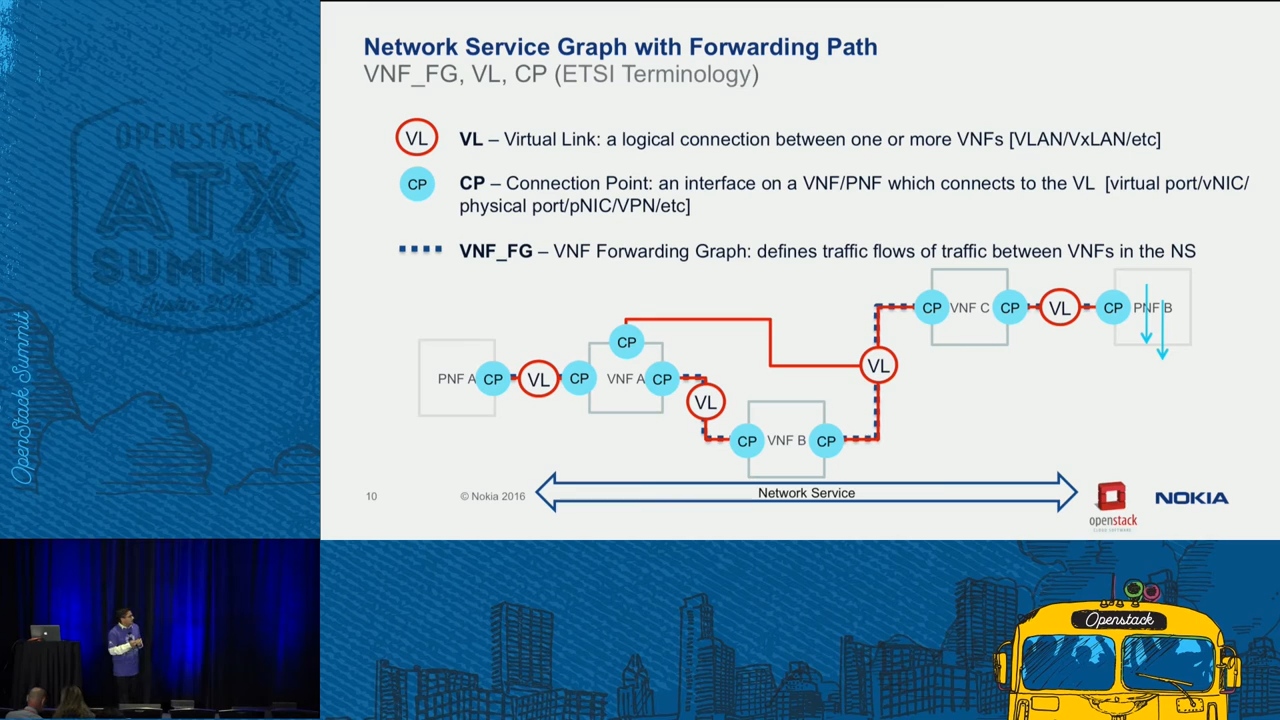 OPENSTACK
ATX
SUMMIT
Austin 2016
OpenStack Summit
Network Service Graph with Forwarding Path
VNF_FG, VL, CP (ETSI Terminology)
VL
VL – Virtual Link: a logical connection between one or more VNFs [VLAN/VxLAN/etc]
CP
CP – Connection Point: an interface on a VNF/PNF which connects to the VL [virtual port/vNIC/
physical port/pNIC/VPN/etc]
VNF_FG – VNF Forwarding Graph: defines traffic flows of traffic between VNFs in the NS
CP VNF C CP VL CP PNF B
CP
VL
PNF A CP VL CP VNF A CP
VL
CP VNF B CP
Network Service
10
© Nokia 2016
openstack
CLOUD SOFTWARE
NOKIA
Openstack